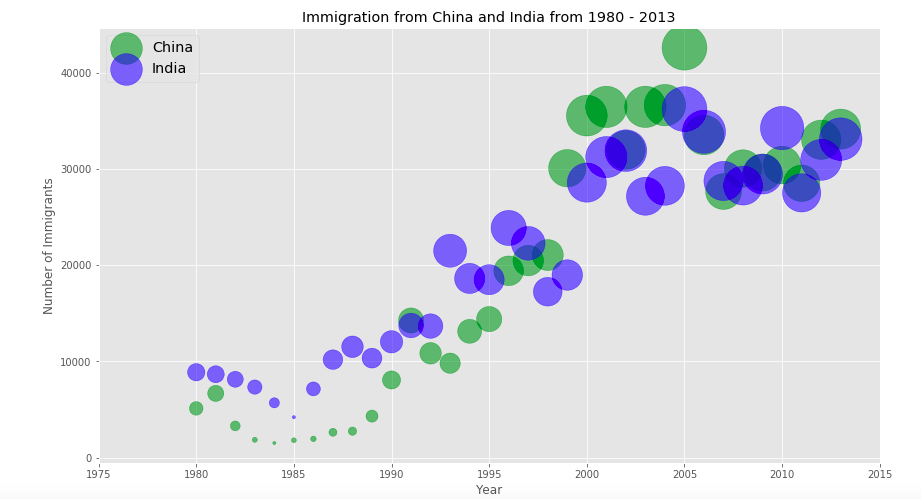 Immigration from China and India from 1980 - 2013
China
India
Number of Immigrants
40000
30000
20000
10000
0
1975 1980 1985 1990 1995 2000 2005 2010 2015
Year